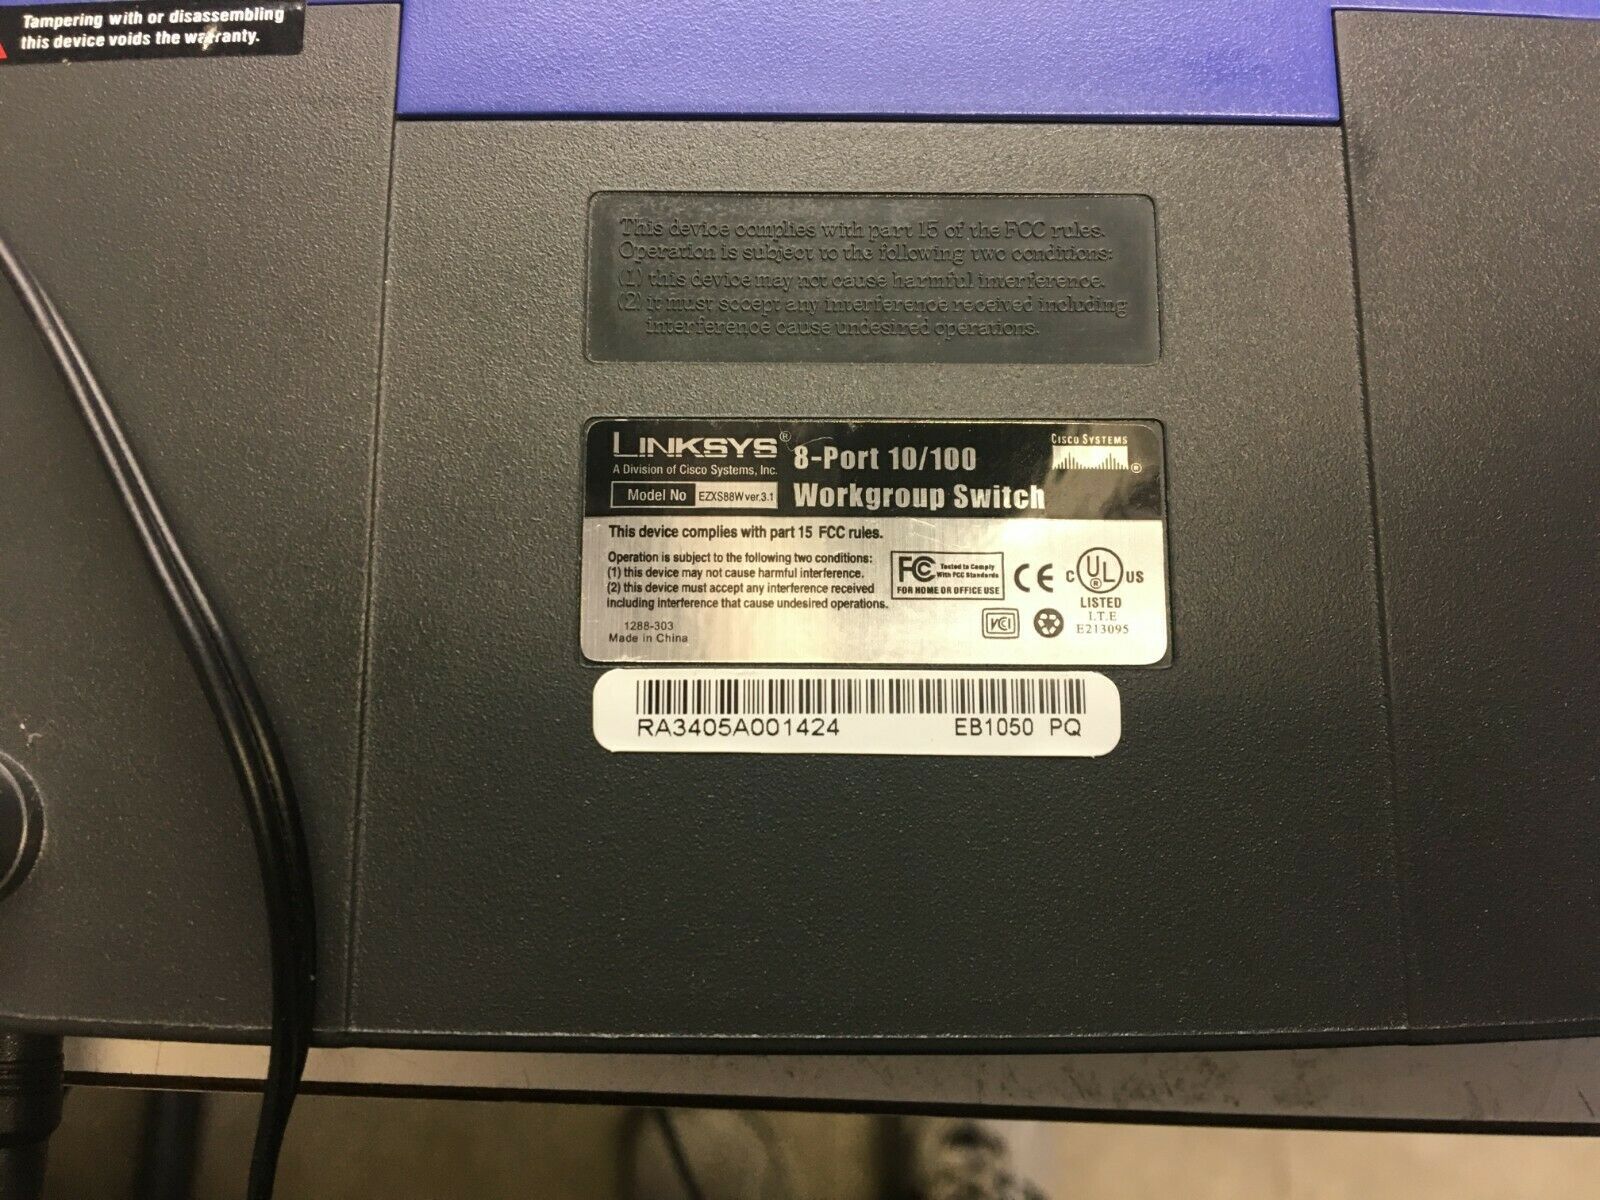 Tampering with or disassembling
this device voids the warranty.
This device complies with part 15 of the FCC rules.
Operation is subject to the following two conditions:
(1) this device may not cause harmful interference.
(2) it must accept any interference received including
interference cause undesired operations.
LINKSYS®
A Division of Cisco Systems, Inc.
Model No EZXS88W ver.3.1
8-Port 10/100
Workgroup Switch
CISCO SYSTEMS
®
This device complies with part 15 FCC rules.
Operation is subject to the following two conditions:
(1) this device may not cause harmful interference.
(2) this device must accept any interference received
including interference that cause undesired operations.
1288-303
Made in China
FC Tested to Comply
With FCC Standards
FOR HOME OR OFFICE USE
CE
C UL US
®
LISTED
I.T.E
E213095
VCI
RA3405A001424 EB1050 PQ